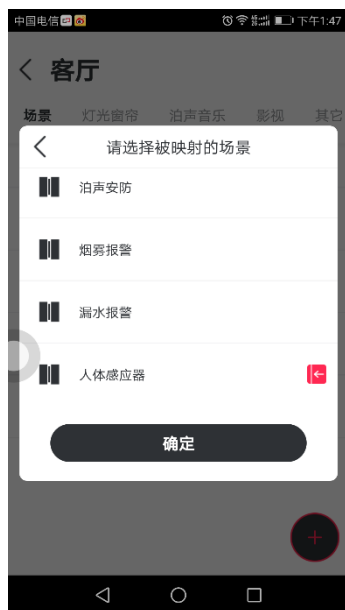 中国电信 下午1:47
客厅
场景 灯光窗帘 泊声音乐 影视 其它
请选择被映射的场景
泊声安防
烟雾报警
漏水报警
人体感应器
确定